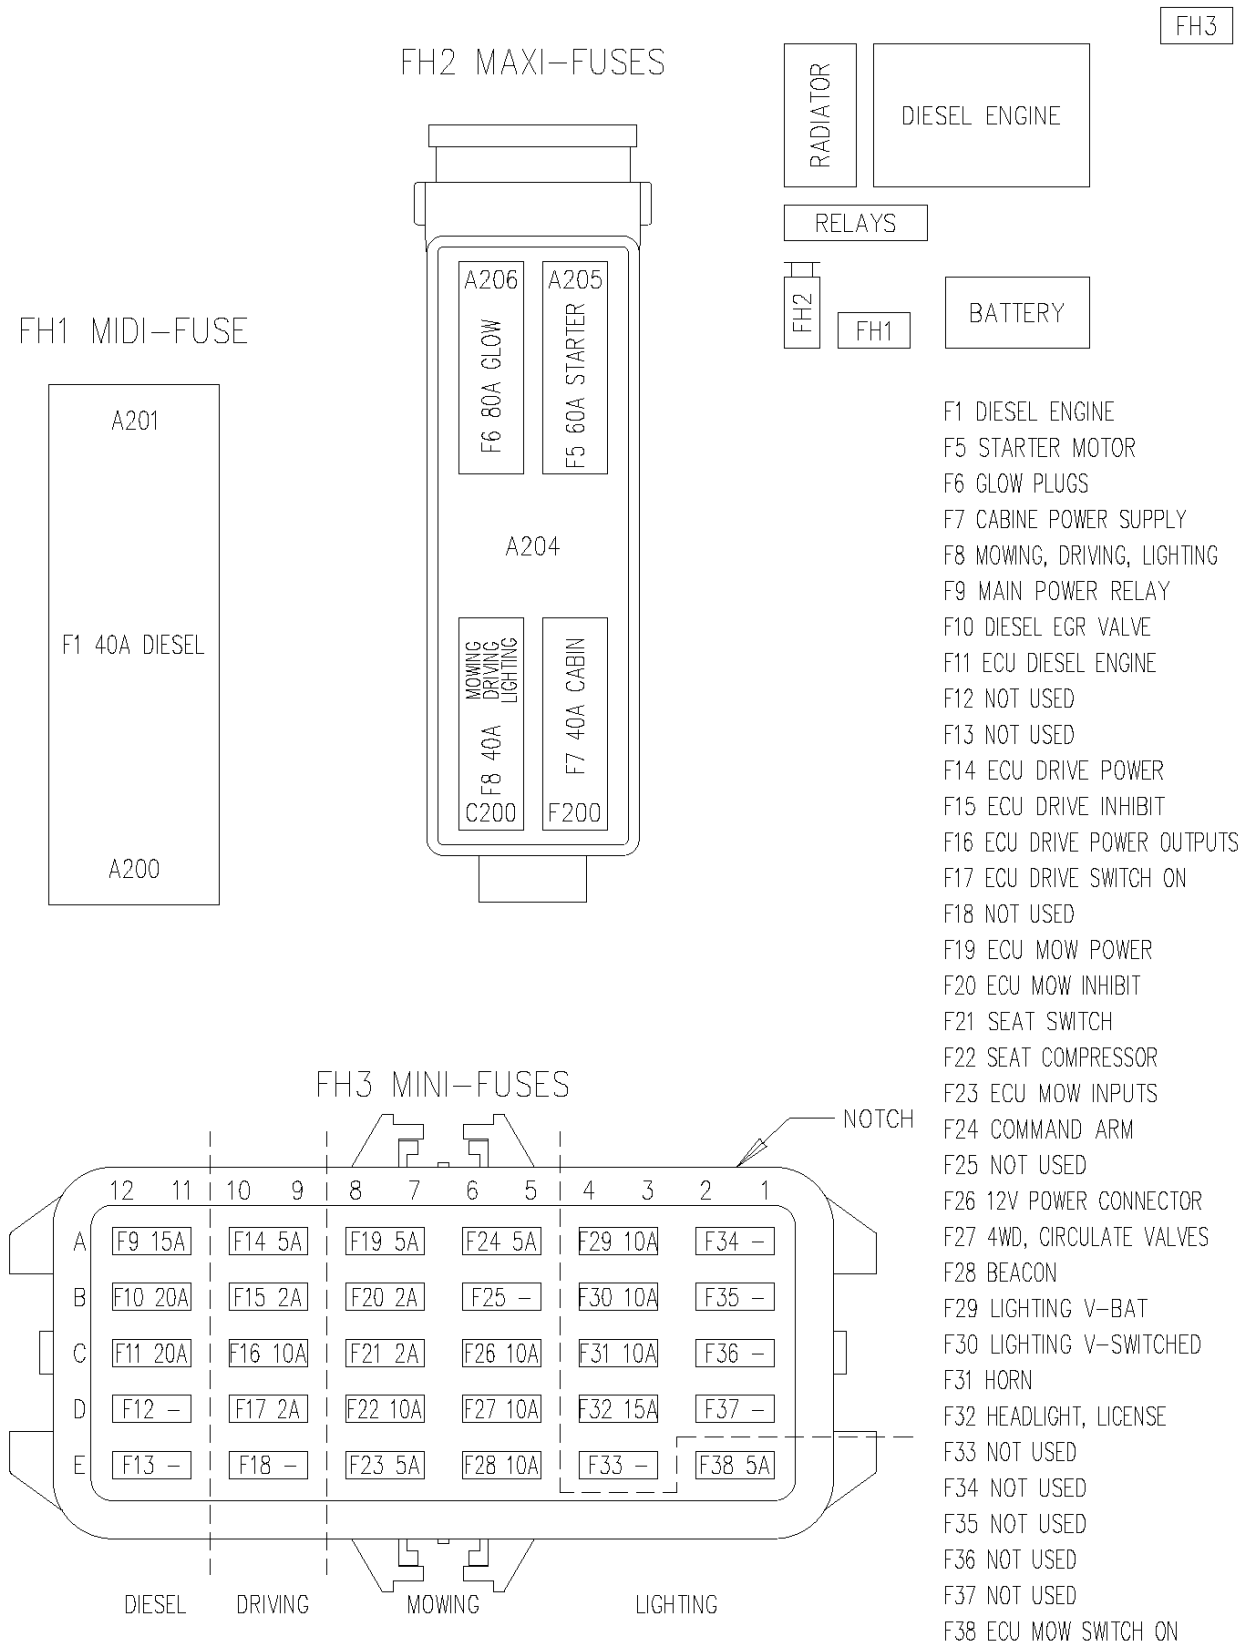 FH3
FH2 MAXI-FUSES
RADIATOR
DIESEL ENGINE
RELAYS
FH2
FH1
BATTERY
FH1 MIDI-FUSE
A201
F1 40A DIESEL
A200
A206
F6 80A GLOW
A205
F5 60A STARTER
A204
MOWING
DRIVING
LIGHTING
F8 40A
C200
F7 40A CABIN
F200
F1 DIESEL ENGINE
F5 STARTER MOTOR
F6 GLOW PLUGS
F7 CABINE POWER SUPPLY
F8 MOWING, DRIVING, LIGHTING
F9 MAIN POWER RELAY
F10 DIESEL EGR VALVE
F11 ECU DIESEL ENGINE
F12 NOT USED
F13 NOT USED
F14 ECU DRIVE POWER
F15 ECU DRIVE INHIBIT
F16 ECU DRIVE POWER OUTPUTS
F17 ECU DRIVE SWITCH ON
F18 NOT USED
F19 ECU MOW POWER
F20 ECU MOW INHIBIT
F21 SEAT SWITCH
F22 SEAT COMPRESSOR
F23 ECU MOW INPUTS
F24 COMMAND ARM
F25 NOT USED
F26 12V POWER CONNECTOR
F27 4WD, CIRCULATE VALVES
F28 BEACON
F29 LIGHTING V-BAT
F30 LIGHTING V-SWITCHED
F31 HORN
F32 HEADLIGHT, LICENSE
F33 NOT USED
F34 NOT USED
F35 NOT USED
F36 NOT USED
F37 NOT USED
F38 ECU MOW SWITCH ON
FH3 MINI-FUSES
NOTCH
12 11 10 9 8 7 6 5 4 3 2 1
A F9 15A F14 5A F19 5A F24 5A F29 10A F34 -
B F10 20A F15 2A F20 2A F25 - F30 10A F35 -
C F11 20A F16 10A F21 2A F26 10A F31 10A F36 -
D F12 - F17 2A F22 10A F27 10A F32 15A F37 -
E F13 - F18 - F23 5A F28 10A F33 - F38 5A
DIESEL DRIVING MOWING LIGHTING